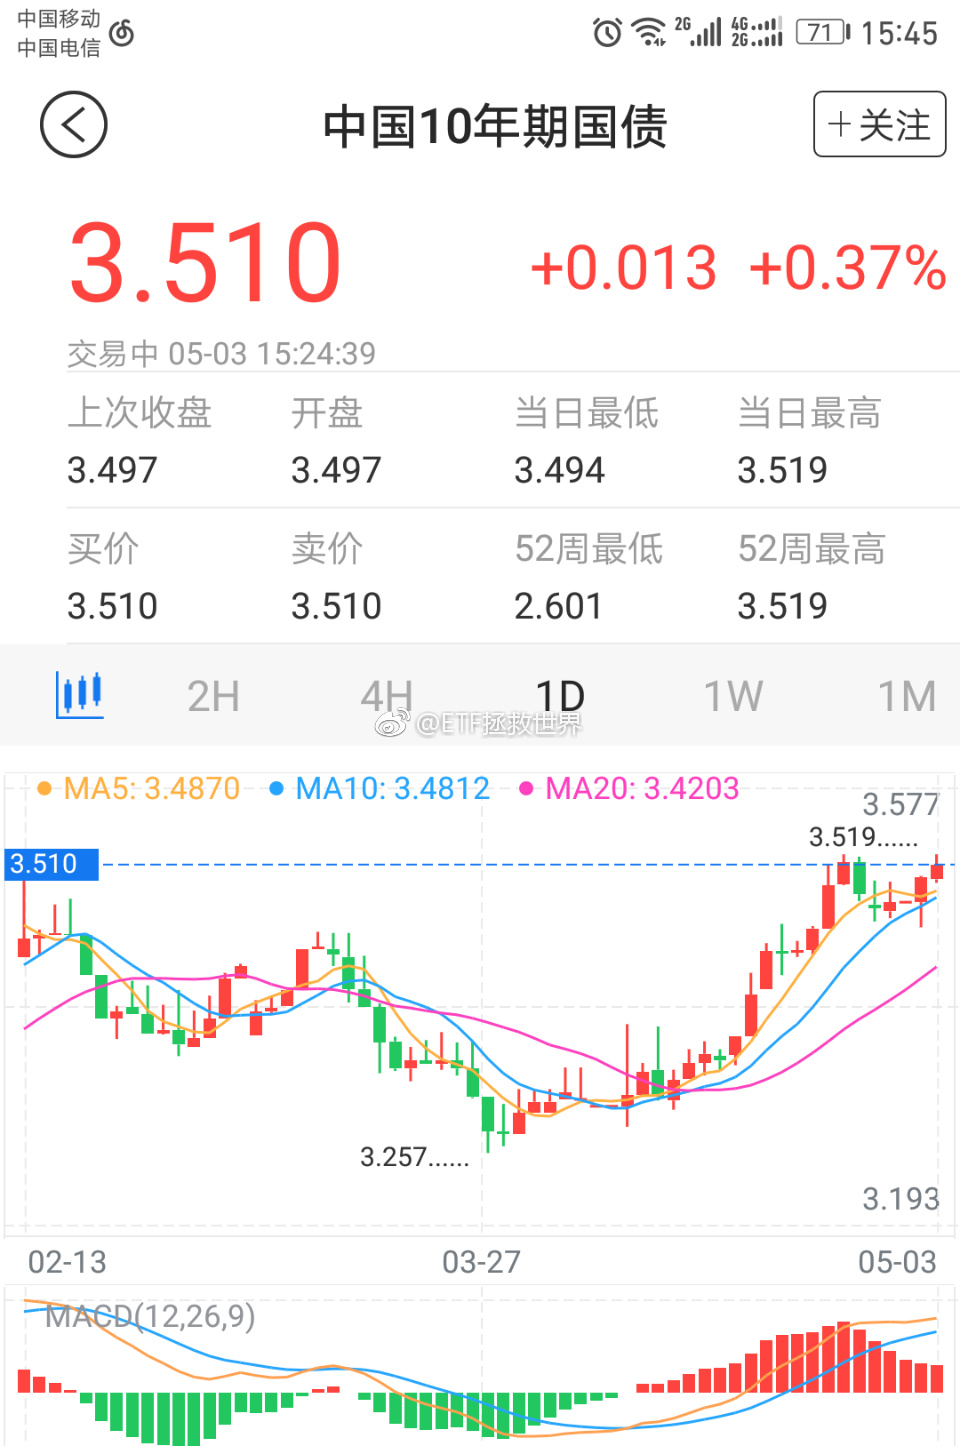 中国移动
中国电信
2G 4G 2G 71 15:45
中国10年期国债
+关注
3.510 +0.013 +0.37%
交易中 05-03 15:24:39
上次收盘 开盘 当日最低 当日最高
3.497 3.497 3.494 3.519
买价 卖价 52周最低 52周最高
3.510 3.510 2.601 3.519
2H 4H 1D 1W 1M
@ETF拯救世界
MA5: 3.4870 MA10: 3.4812 MA20: 3.4203
3.577
3.519......
3.510
3.257......
3.193
02-13 03-27 05-03
MACD(12,26,9)